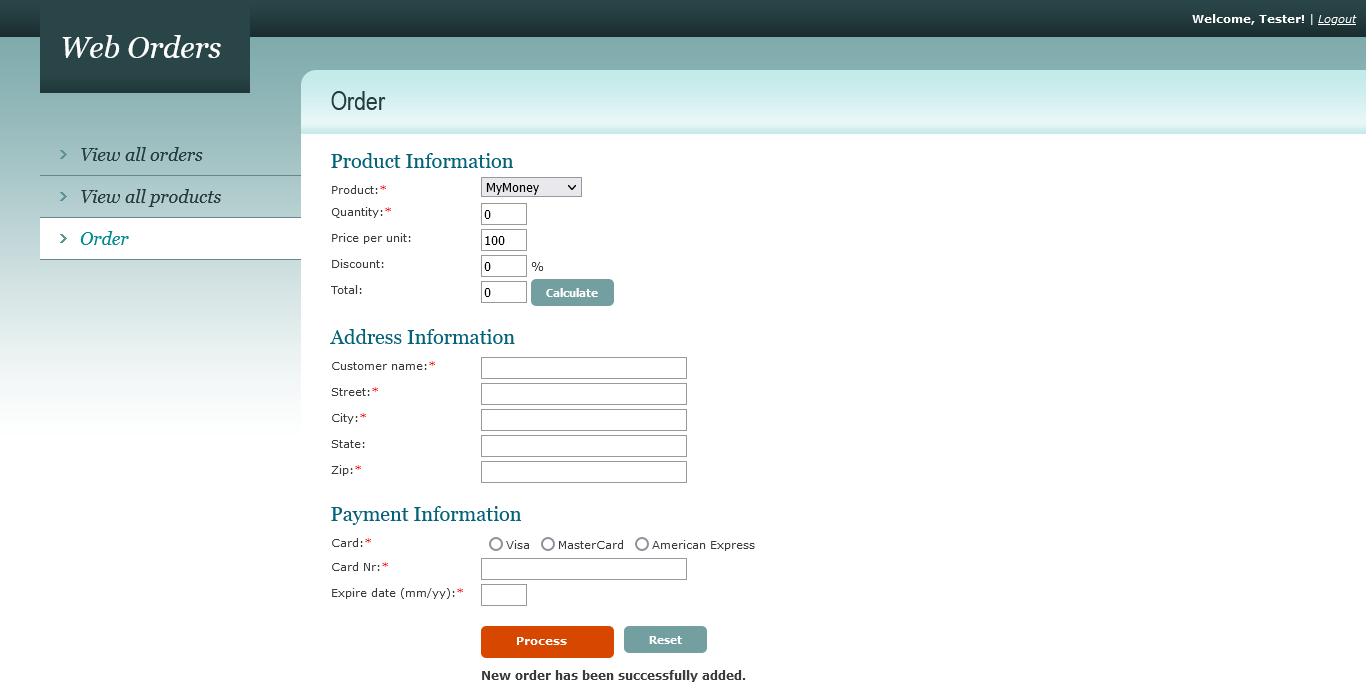 Welcome, Tester! | Logout
Web Orders
View all orders
View all products
Order
Order
Product Information
Product:* MyMoney
Quantity:* 0
Price per unit: 100
Discount: 0 %
Total: 0 Calculate
Address Information
Customer name:*
Street:*
City:*
State:
Zip:*
Payment Information
Card:* Visa MasterCard American Express
Card Nr:*
Expire date (mm/yy):*
Process Reset
New order has been successfully added.